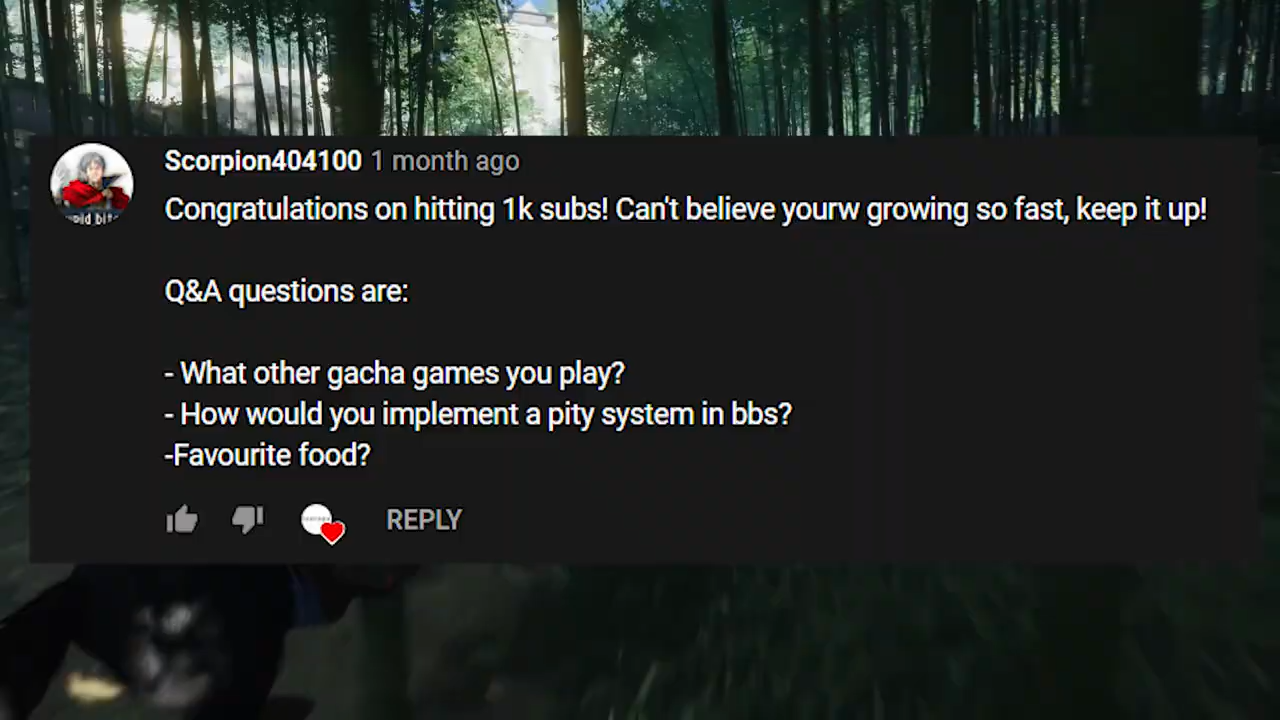 Scorpion404100 1 month ago
Congratulations on hitting 1k subs! Can't believe yourw growing so fast, keep it up!
Q&A questions are:
- What other gacha games you play?
- How would you implement a pity system in bbs?
-Favourite food?
REPLY